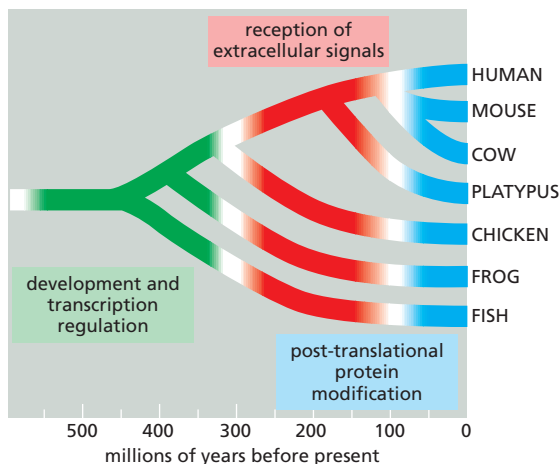 reception of
extracellular signals
HUMAN
MOUSE
COW
PLATYPUS
CHICKEN
FROG
FISH
development and
transcription
regulation
post-translational
protein
modification
500 400 300 200 100 0
millions of years before present